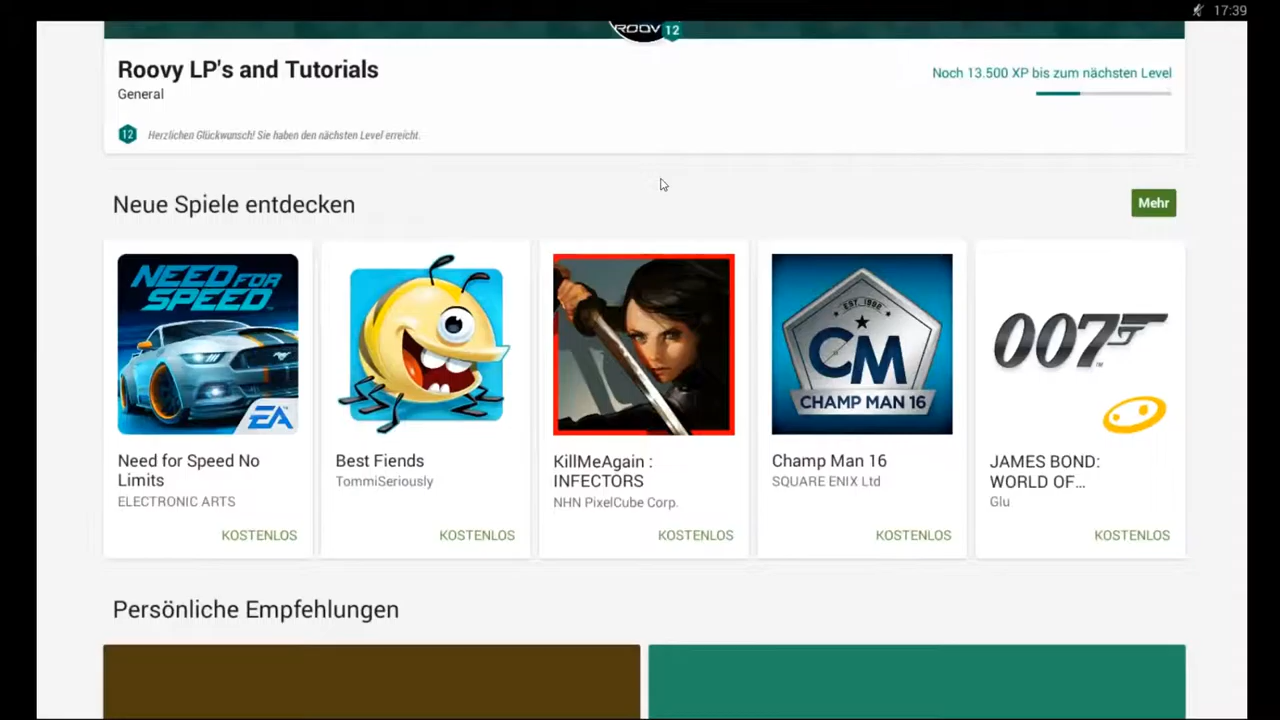 17:39
ROOV 12
Roovy LP's and Tutorials
General
Noch 13.500 XP bis zum nächsten Level
12 Herzlichen Glückwunsch! Sie haben den nächsten Level erreicht.
Neue Spiele entdecken
Mehr
NEED FOR
SPEED
EA
EST. 1992
CM
CHAMP MAN 16
007
Need for Speed No
Limits
ELECTRONIC ARTS
KOSTENLOS
Best Fiends
TommiSeriously
KOSTENLOS
KillMeAgain :
INFECTORS
NHN PixelCube Corp.
KOSTENLOS
Champ Man 16
SQUARE ENIX Ltd
KOSTENLOS
JAMES BOND:
WORLD OF...
Glu
KOSTENLOS
Persönliche Empfehlungen